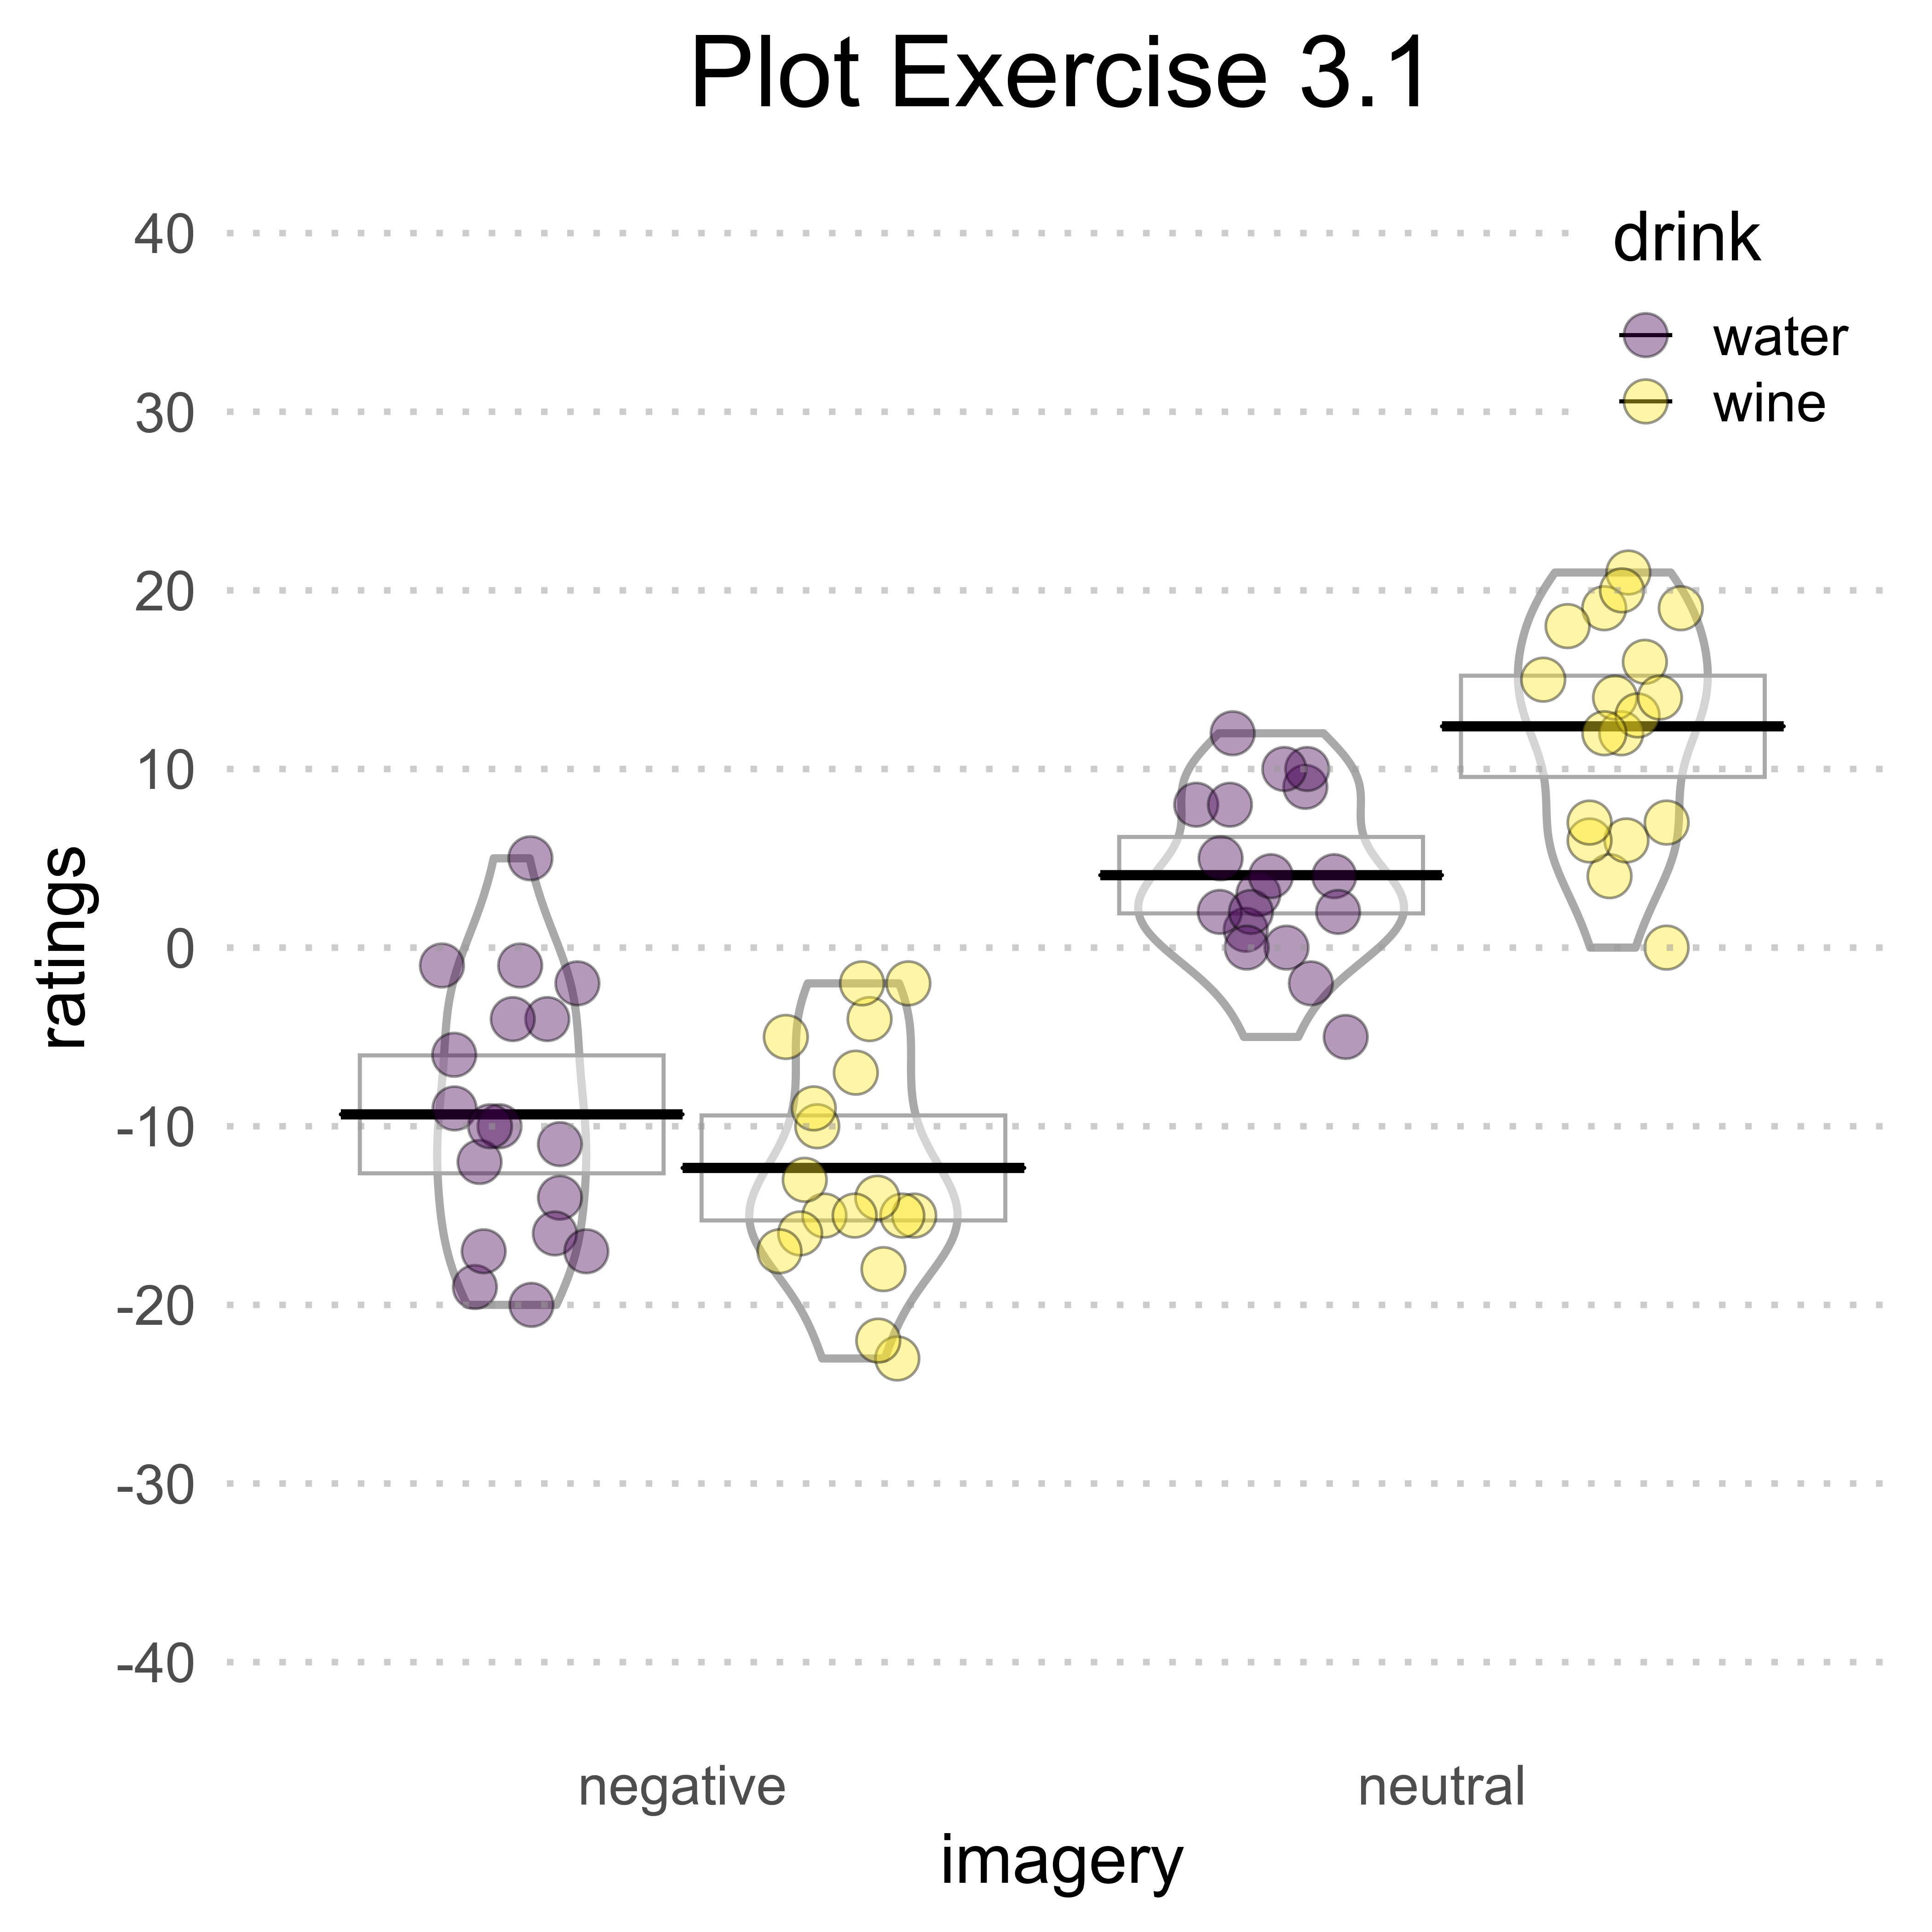 Plot Exercise 3.1
40
30
20
10
0
-10
-20
-30
-40
ratings
drink
water
wine
negative
neutral
imagery